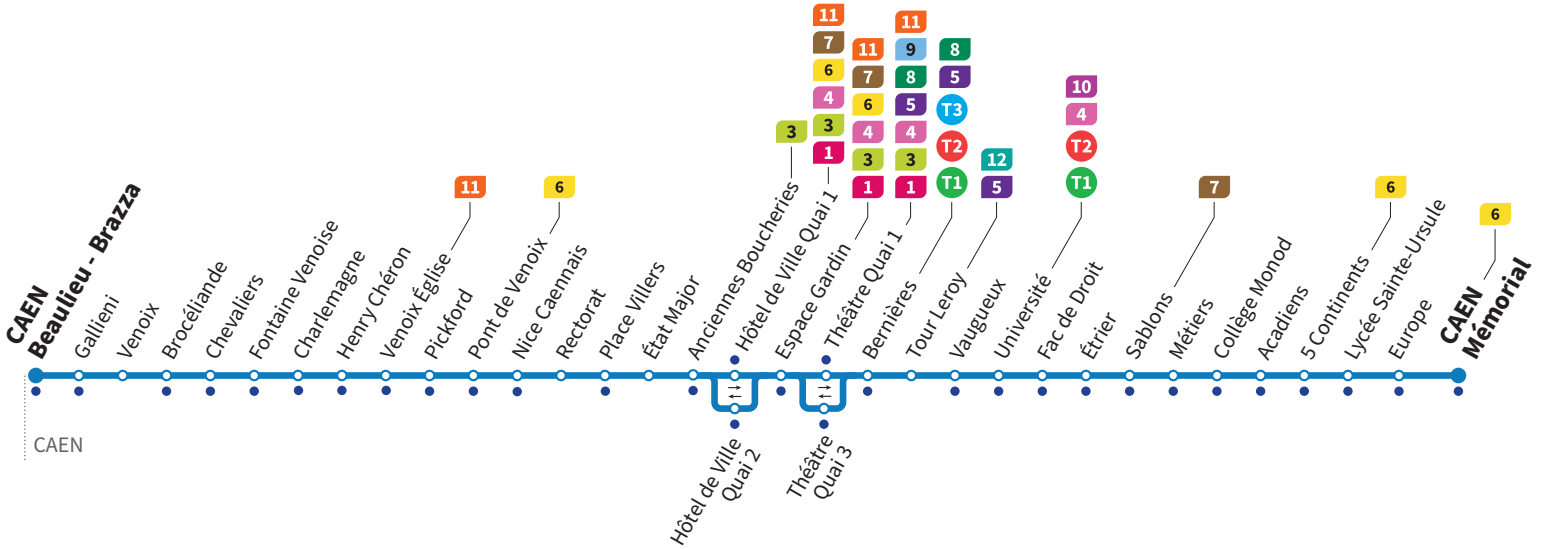 11
7
6
4
3
1
3
11
7
6
4
3
1
11
9
8
5
4
3
1
8
5
T3
T2
T1
12
5
10
4
T2
T1
11
6
7
6
6
CAEN
Beaulieu - Brazza
Gallieni
Venoix
Brocéliande
Chevaliers
Fontaine Venoise
Charlemagne
Henry Chéron
Venoix Église
Pickford
Pont de Venoix
Nice Caennais
Rectorat
Place Villers
État Major
Anciennes Boucheries
Hôtel de Ville Quai 1
Espace Gardin
Théâtre Quai 1
Bernières
Tour Leroy
Vaugueux
Université
Fac de Droit
Étrier
Sablons
Métiers
Collège Monod
Acadiens
5 Continents
Lycée Sainte-Ursule
Europe
CAEN
Mémorial
Hôtel de Ville
Quai 2
Théâtre
Quai 3
CAEN